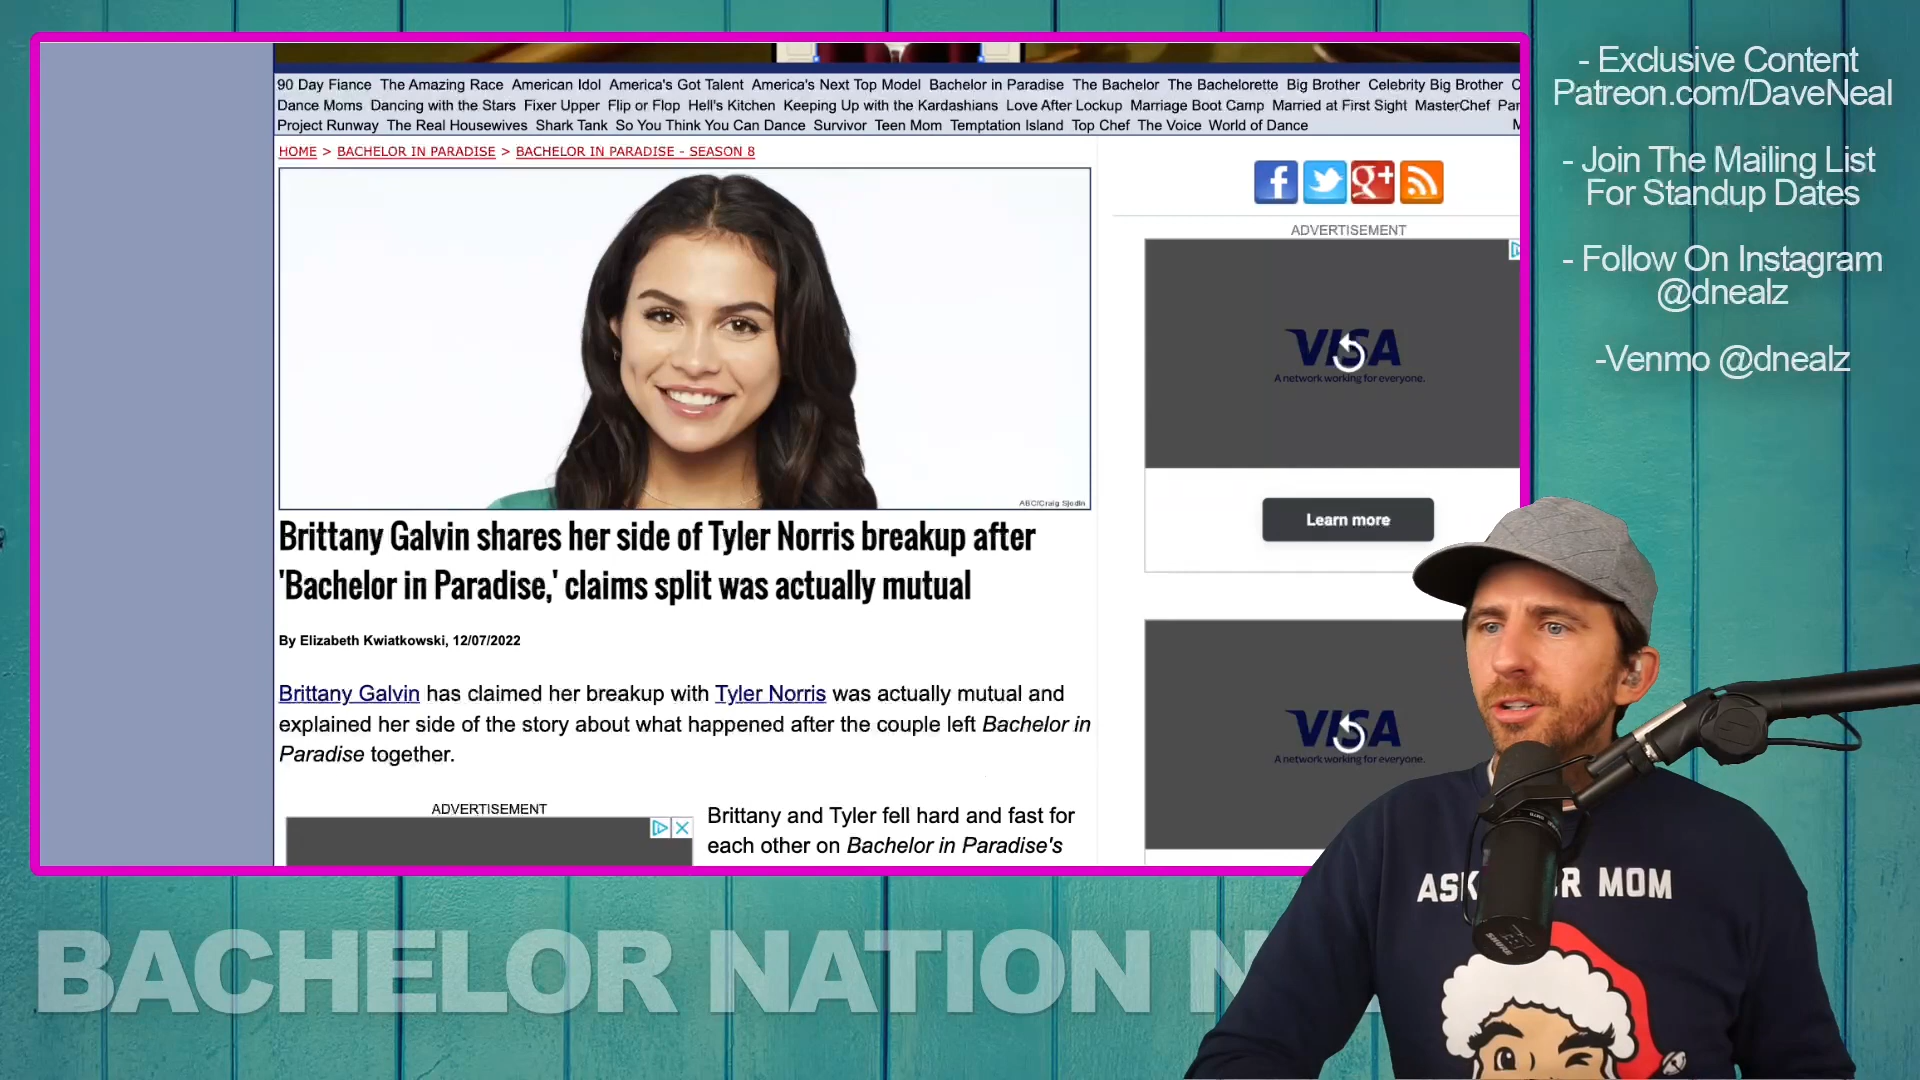 90 Day Fiance The Amazing Race American Idol America's Got Talent America's Next Top Model Bachelor in Paradise The Bachelor The Bachelorette Big Brother Celebrity Big Brother
Dance Moms Dancing with the Stars Fixer Upper Flip or Flop Hell's Kitchen Keeping Up with the Kardashians Love After Lockup Marriage Boot Camp Married at First Sight MasterChef
Project Runway The Real Housewives Shark Tank So You Think You Can Dance Survivor Teen Mom Temptation Island Top Chef The Voice World of Dance
HOME > BACHELOR IN PARADISE > BACHELOR IN PARADISE - SEASON 8
ABC/Craig Sjodin
Brittany Galvin shares her side of Tyler Norris breakup after
'Bachelor in Paradise,' claims split was actually mutual
By Elizabeth Kwiatkowski, 12/07/2022
Brittany Galvin has claimed her breakup with Tyler Norris was actually mutual and
explained her side of the story about what happened after the couple left Bachelor in
Paradise together.
ADVERTISEMENT
Brittany and Tyler fell hard and fast for
each other on Bachelor in Paradise's
g+
ADVERTISEMENT
VISA
A network working for everyone.
Learn more
VISA
A network working for everyone.
- Exclusive Content
Patreon.com/DaveNeal
- Join The Mailing List
For Standup Dates
- Follow On Instagram
@dnealz
-Venmo @dnealz
ASK MOM
SHURE
BACHELOR NATION